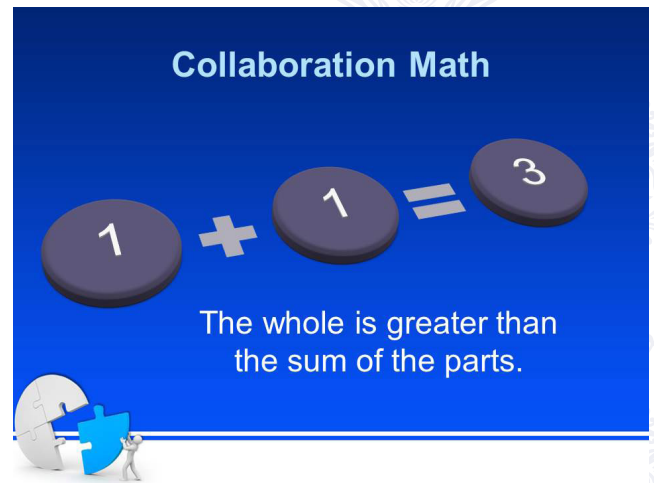 Collaboration Math
1 + 1 = 3
The whole is greater than
the sum of the parts.